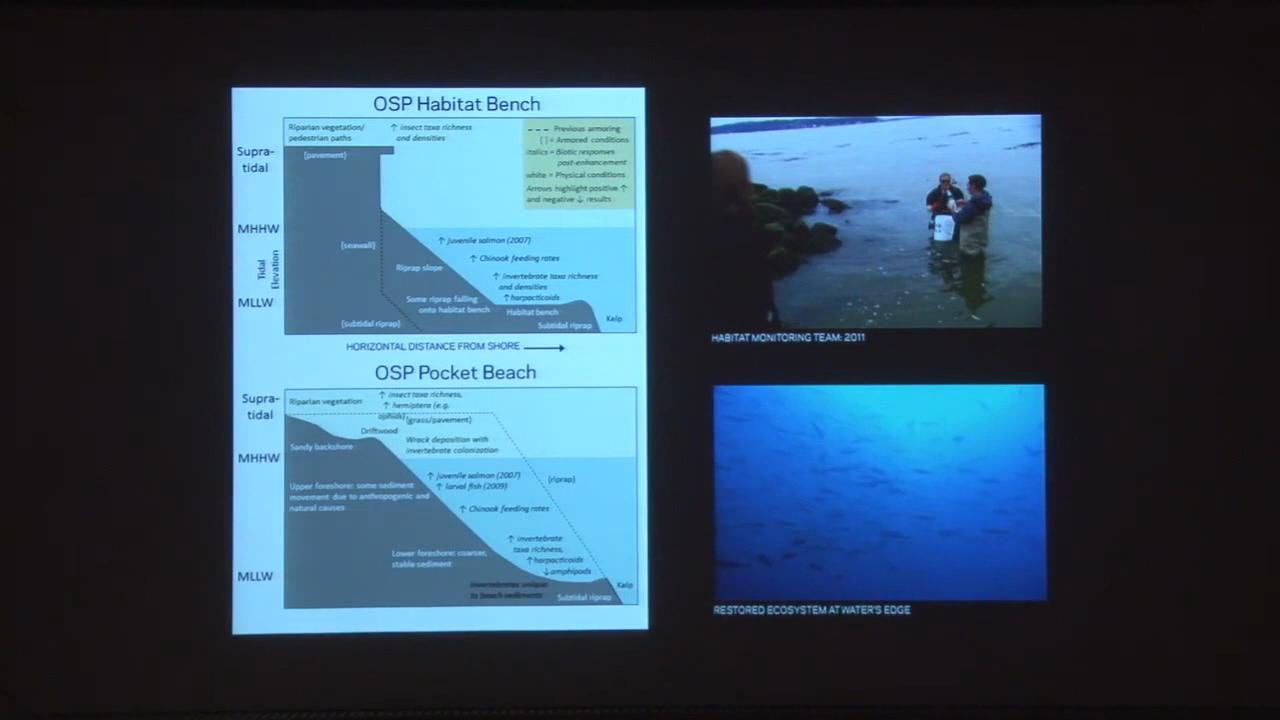 OSP Habitat Bench
Riparian vegetation/
pedestrian paths
↑ insect taxa richness
and densities
--- Previous armoring
{ } = Armored conditions
italics = Biotic responses
post-enhancement
white = Physical conditions
Arrows highlight positive ↑
and negative ↓ results
Supra-
tidal
{pavement}
MHHW
{seawall}
↑ juvenile salmon (2007)
↑ Chinook feeding rates
Tidal
Elevation
Riprap slope
↑ invertebrate taxa richness
and densities
↑harpacticoids
MLLW
Some riprap falling
onto habitat bench
Habitat bench
{subtidal riprap}
Subtidal riprap
Kelp
HORIZONTAL DISTANCE FROM SHORE
OSP Pocket Beach
Supra-
tidal
Riparian vegetation
↑ insect taxa richness,
↑ hemiptera (e.g.
aphids)
{grass/pavement}
Driftwood
Sandy backshore
Wrack deposition with
invertebrate colonization
MHHW
↑ juvenile salmon (2007)
↑ larval fish (2009)
{riprap}
Upper foreshore: some sediment
movement due to anthropogenic and
natural causes
↑ Chinook feeding rates
Lower foreshore: coarser,
stable sediment
↑ invertebrate
taxa richness,
↑harpacticoids
↓amphipods
MLLW
Invertebrates unique
to beach sediments
Subtidal riprap
Kelp
HABITAT MONITORING TEAM: 2011
RESTORED ECOSYSTEM AT WATER'S EDGE